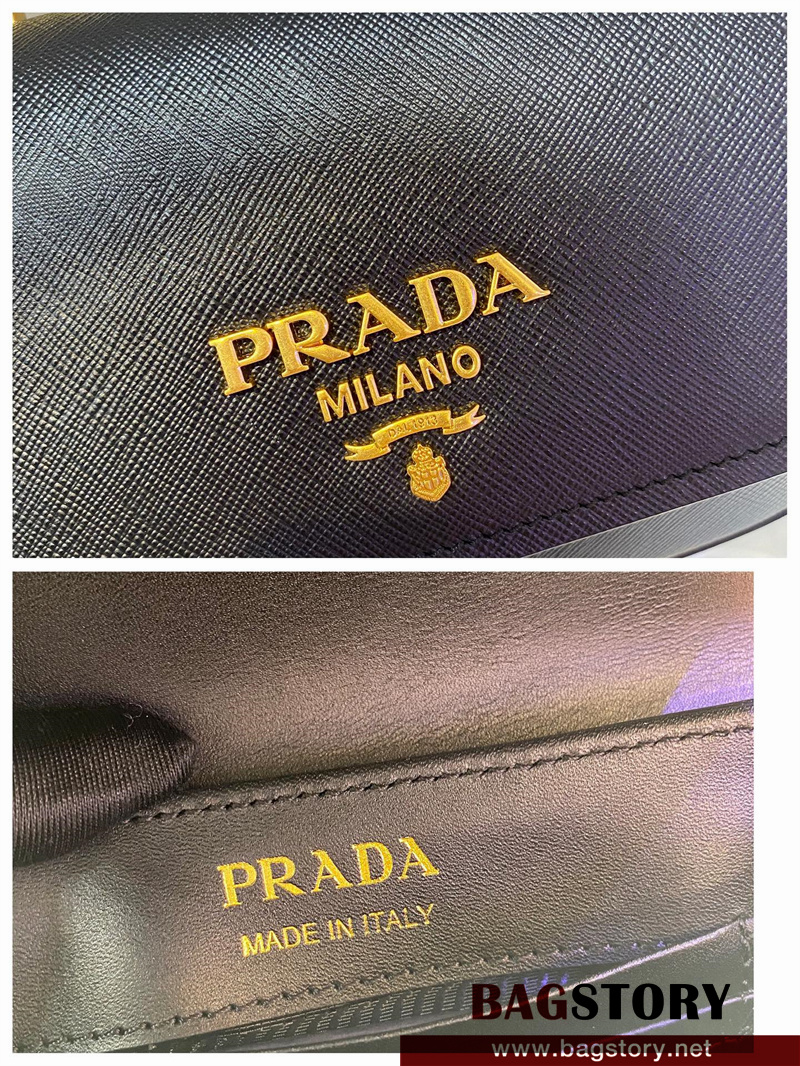 PRADA
MILANO
DAL 1913
PRADA
MADE IN ITALY
BAGSTORY
www.bagstory.net